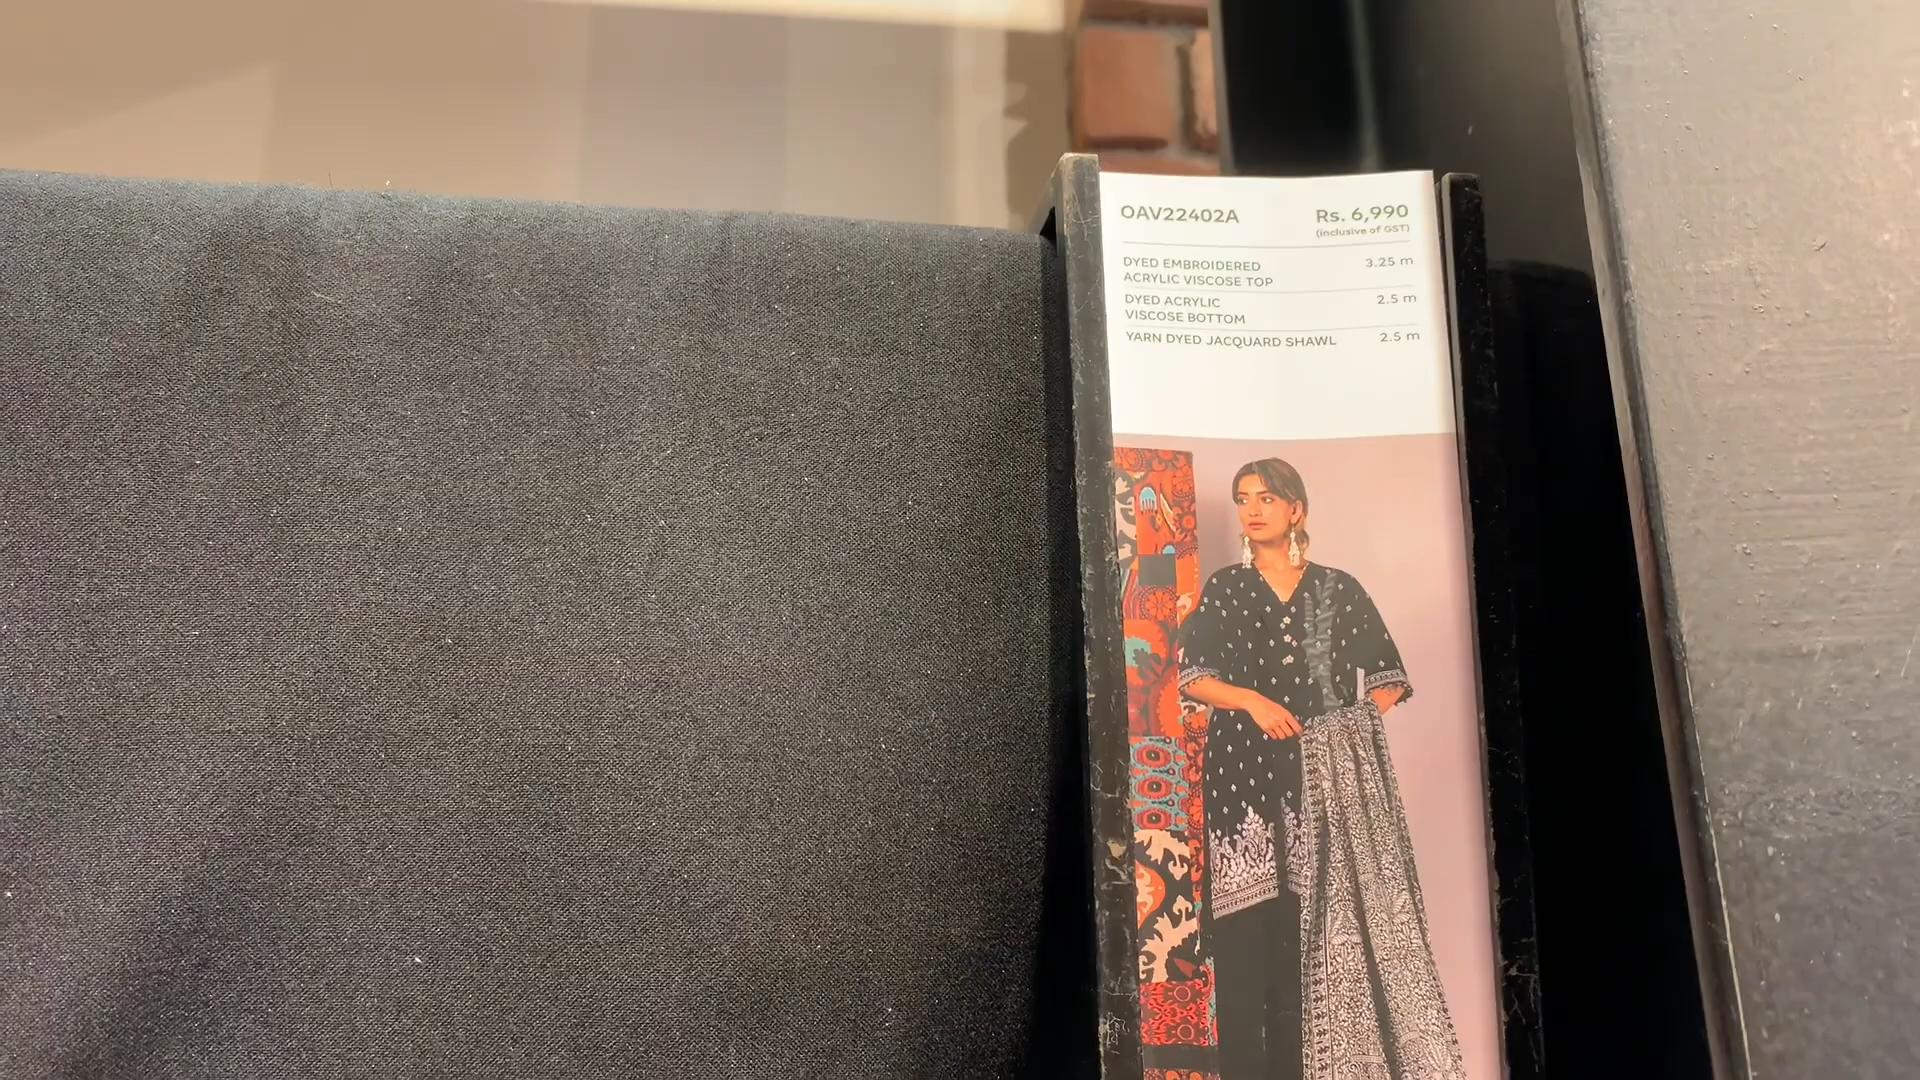 OAV22402A Rs. 6,990
(inclusive of GST)
DYED EMBROIDERED 3.25 m
ACRYLIC VISCOSE TOP
DYED ACRYLIC 2.5 m
VISCOSE BOTTOM
YARN DYED JACQUARD SHAWL 2.5 m